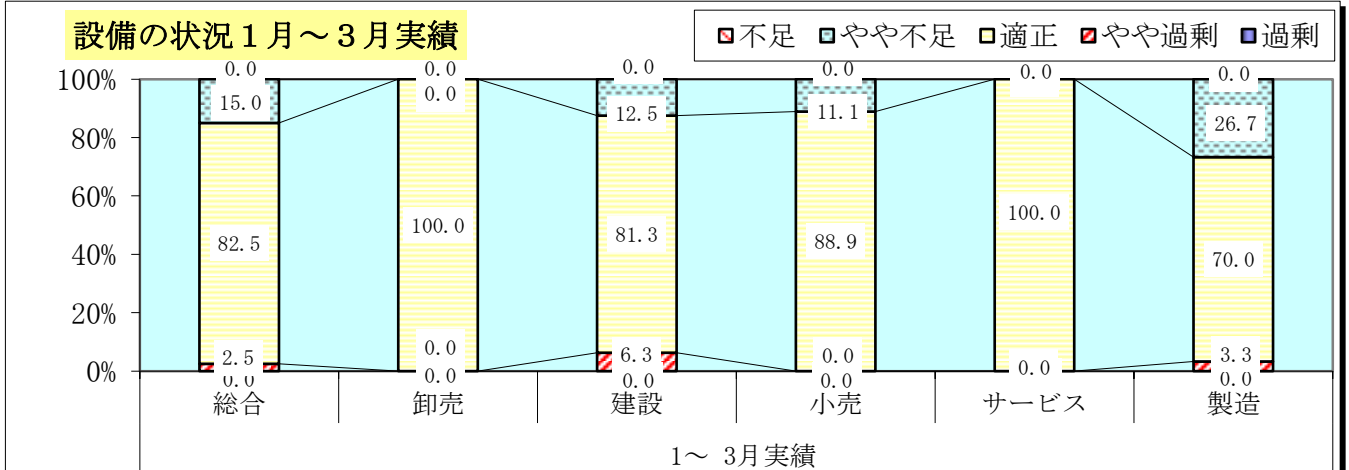 設備の状況１月～３月実績
不足 やや不足 適正 やや過剰 過剰
0.0 0.0 0.0 0.0 0.0 0.0
100%
15.0 0.0 12.5 11.1 26.7
80%
60%
82.5 100.0 81.3 88.9 100.0 70.0
40%
20%
2.5 0.0 6.3 0.0 0.0 3.3
0%
0.0 0.0 0.0 0.0 0.0
総合 卸売 建設 小売 サービス 製造
1～ 3月実績